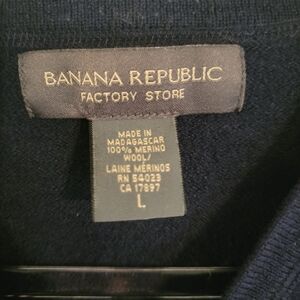 BANANA REPUBLIC
FACTORY STORE
MADE IN
MADAGASCAR
100% MERINO
WOOL/
LAINE MÉRINOS
RN 54023
CA 17897
L